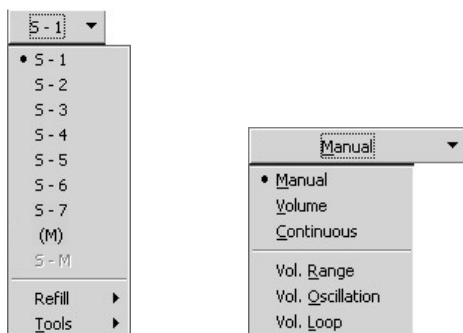 S - 1
S - 1
S - 2
S - 3
S - 4
S - 5
S - 6
S - 7
(M)
S - M
Refill
Tools
Manual
Manual
Volume
Continuous
Vol. Range
Vol. Oscillation
Vol. Loop